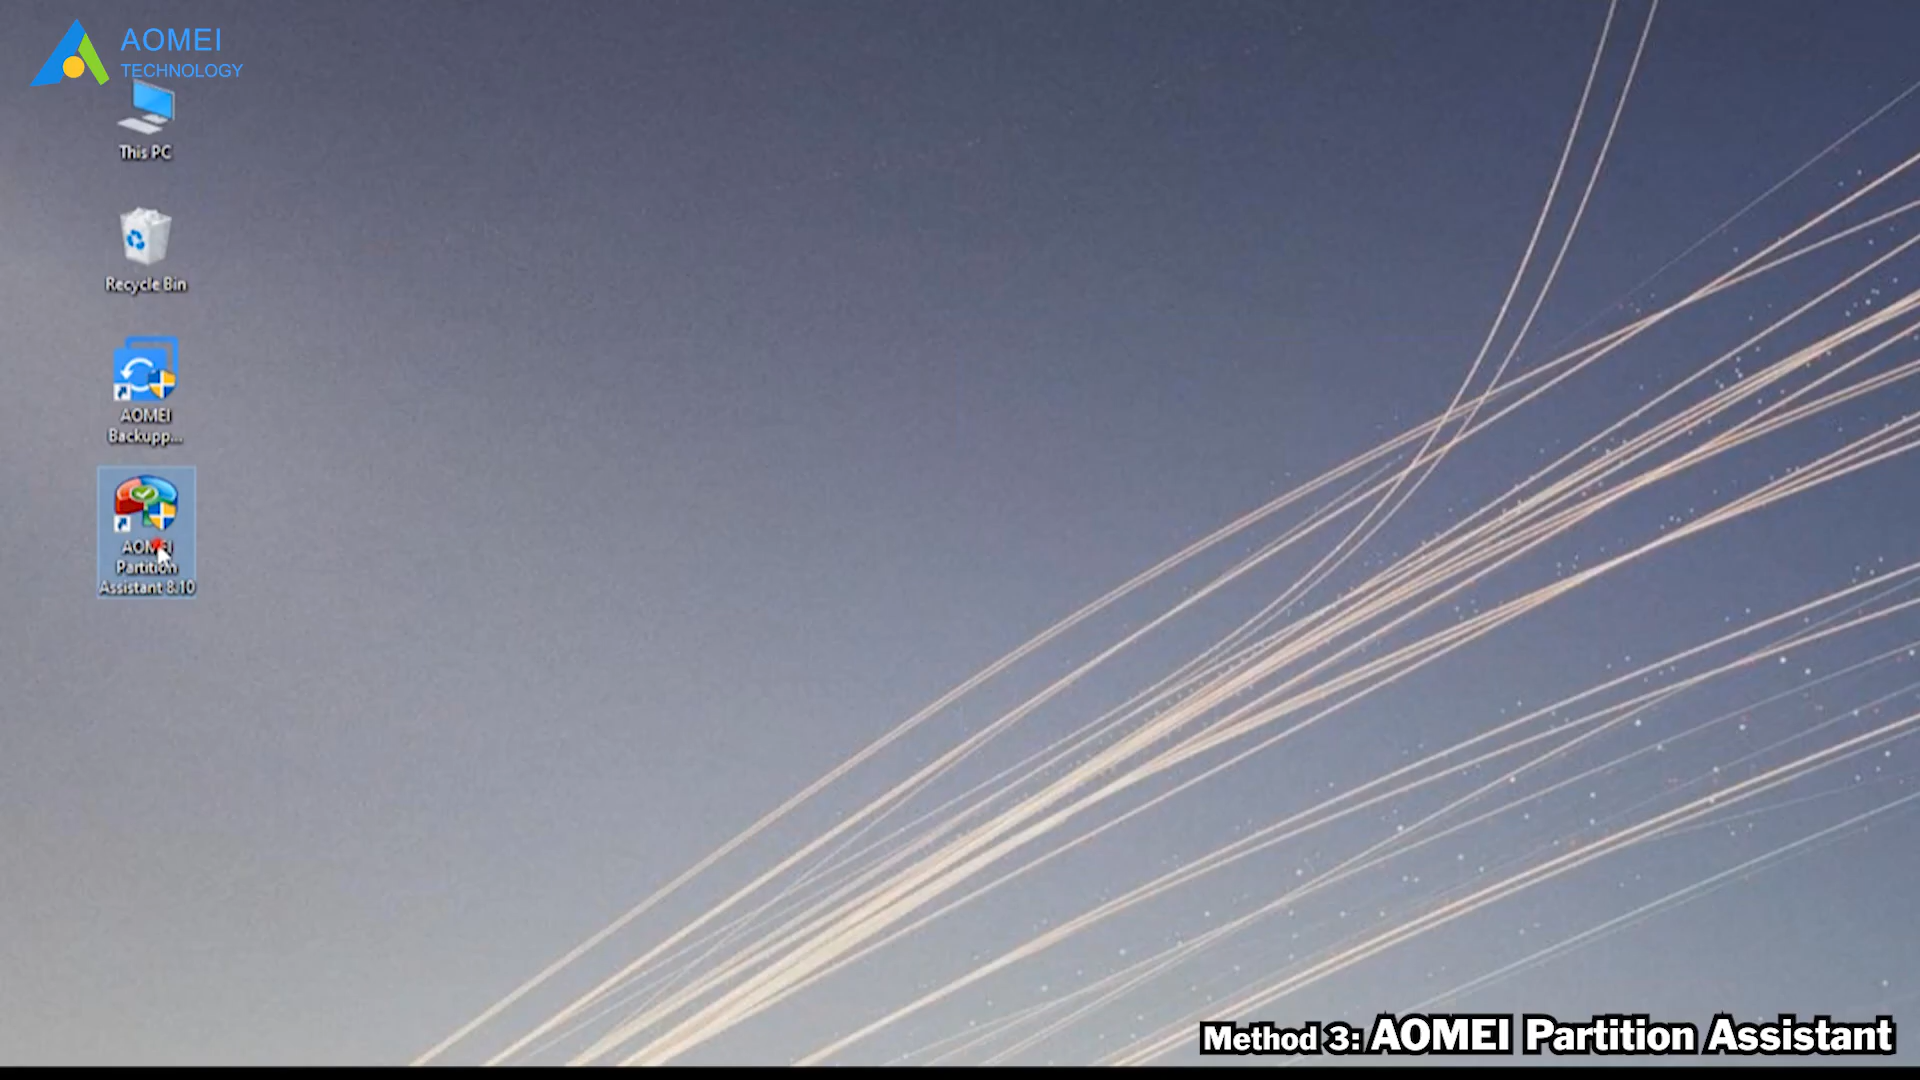 AOMEI
TECHNOLOGY
This PC
Recycle Bin
AOMEI
Backupp...
AOMEI
Partition
Assistant 8.10
Method 3: AOMEI Partition Assistant